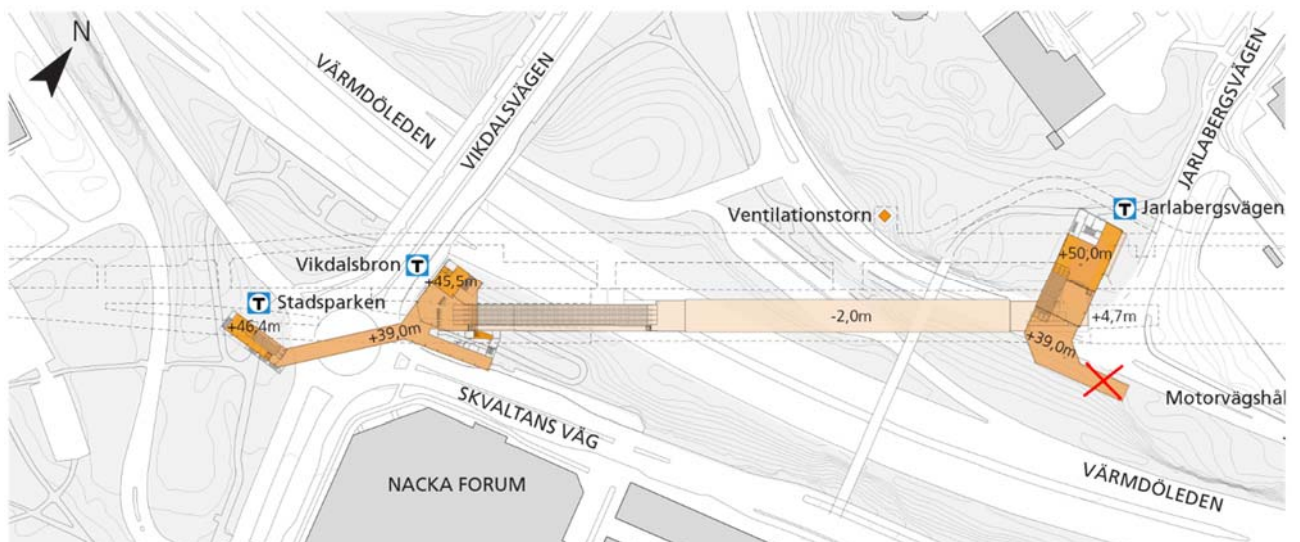 N
VÄRMDÖLEDEN
VIKDALSVÄGEN
JARLABERGSVÄGEN
Ventilationstorn
T Jarlabergsvägen
+50,0m
Vikdalsbron T
+45,5m
T Stadsparken
+46,4m
+39,0m
-2,0m
+4,7m
+39,0m
Motorvägshål
SKVALTANS VÄG
VÄRMDÖLEDEN
NACKA FORUM